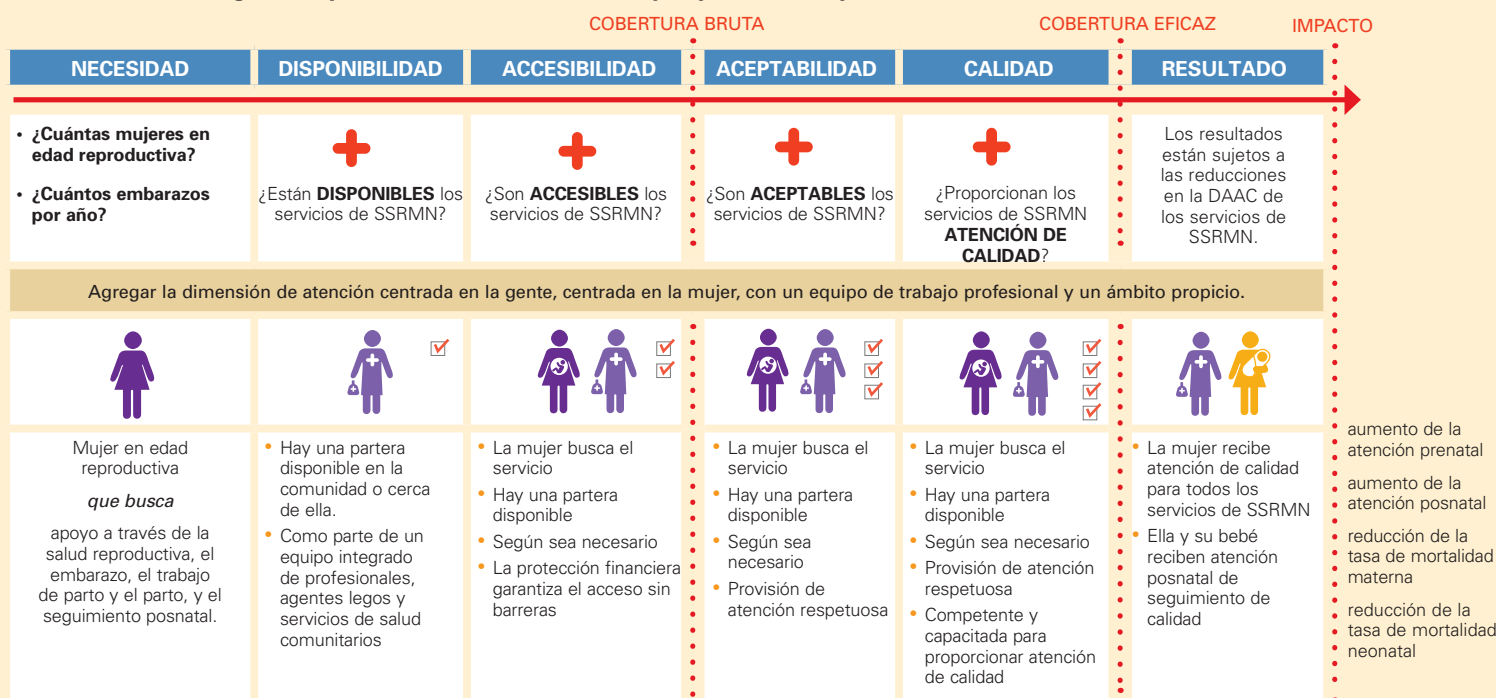 COBERTURA BRUTA
COBERTURA EFICAZ
IMPACTO
NECESIDAD
DISPONIBILIDAD
ACCESIBILIDAD
ACEPTABILIDAD
CALIDAD
RESULTADO
• ¿Cuántas mujeres en
edad reproductiva?
• ¿Cuántos embarazos
por año?
¿Están DISPONIBLES los
servicios de SSRMN?
¿Son ACCESIBLES los
servicios de SSRMN?
¿Son ACEPTABLES los
servicios de SSRMN?
¿Proporcionan los
servicios de SSRMN
ATENCIÓN DE
CALIDAD?
Los resultados
están sujetos a
las reducciones
en la DAAC de
los servicios de
SSRMN.
Agregar la dimensión de atención centrada en la gente, centrada en la mujer, con un equipo de trabajo profesional y un ámbito propicio.
Mujer en edad
reproductiva
que busca
apoyo a través de la
salud reproductiva, el
embarazo, el trabajo
de parto y el parto, y el
seguimiento posnatal.
• Hay una partera
disponible en la
comunidad o cerca
de ella.
• Como parte de un
equipo integrado
de profesionales,
agentes legos y
servicios de salud
comunitarios
• La mujer busca el
servicio
• Hay una partera
disponible
• Según sea necesario
• La protección financiera
garantiza el acceso sin
barreras
• La mujer busca el
servicio
• Hay una partera
disponible
• Según sea
necesario
• Provisión de
atención respetuosa
• La mujer busca el
servicio
• Hay una partera
disponible
• Según sea necesario
• Provisión de atención
respetuosa
• Competente y
capacitada para
proporcionar atención
de calidad
• La mujer recibe
atención de calidad
para todos los
servicios de SSRMN
• Ella y su bebé
reciben atención
posnatal de
seguimiento de
calidad
aumento de la
atención prenatal
aumento de la
atención posnatal
reducción de la
tasa de mortalidad
materna
reducción de la
tasa de mortalidad
neonatal